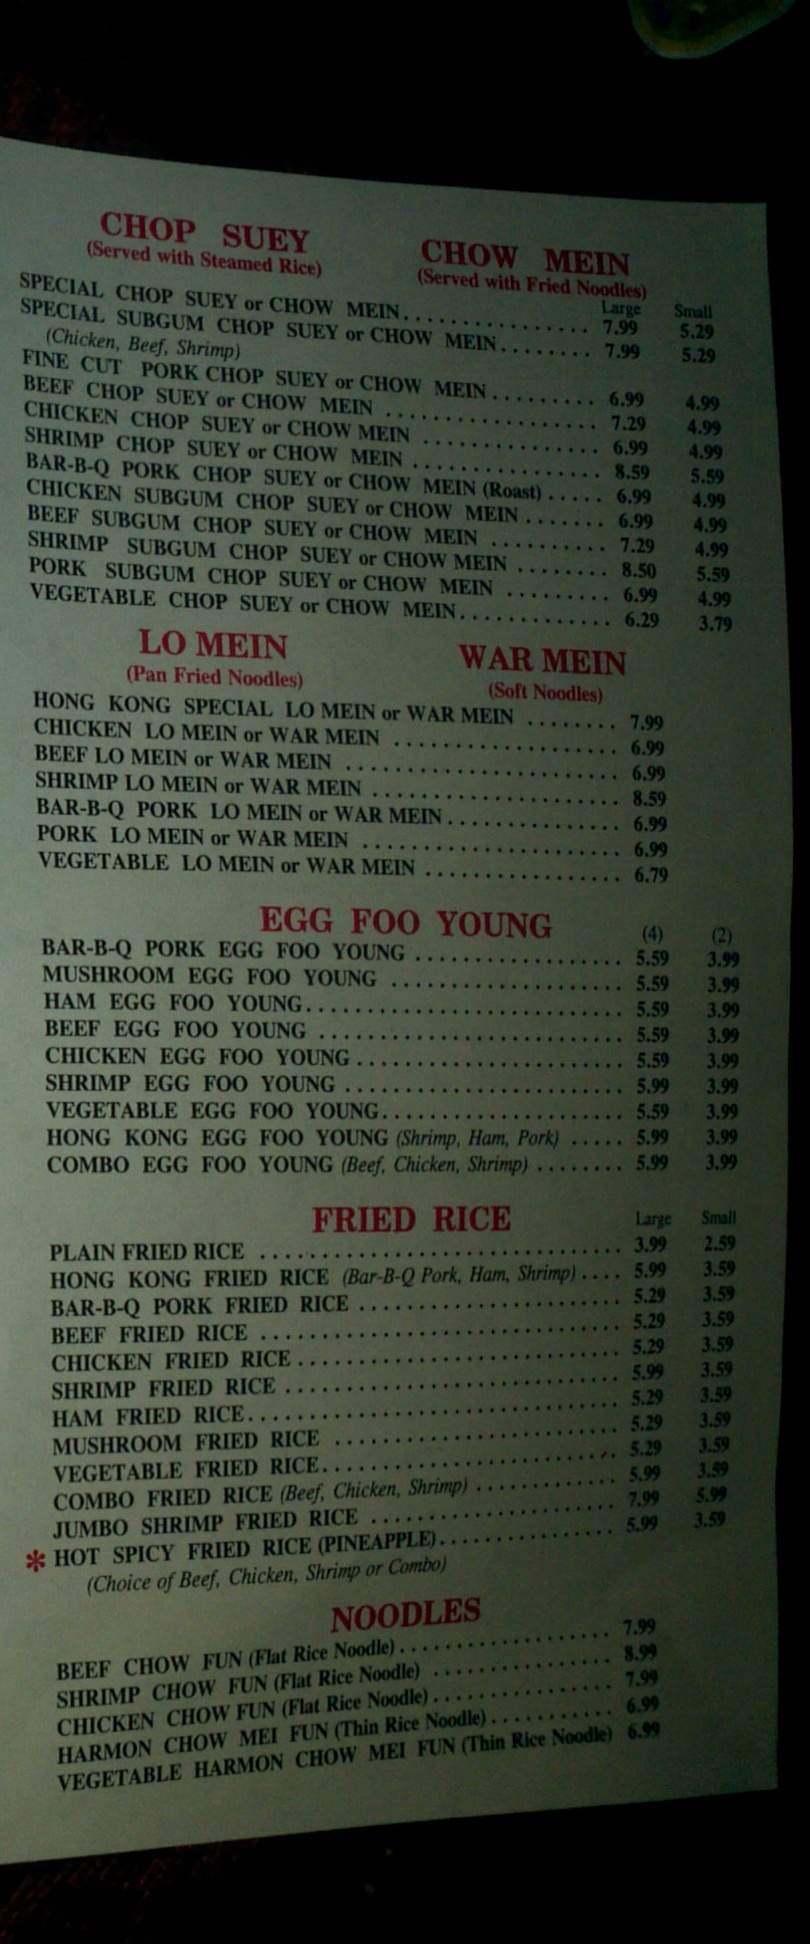 CHOP SUEY
(Served with Steamed Rice)
CHOW MEIN
(Served with Fried Noodles)
Large Small
SPECIAL CHOP SUEY or CHOW MEIN 7.99 5.29
SPECIAL SUBGUM CHOP SUEY or CHOW MEIN 7.99 5.29
(Chicken, Beef, Shrimp)
FINE CUT PORK CHOP SUEY or CHOW MEIN 6.99 4.99
BEEF CHOP SUEY or CHOW MEIN 7.29 4.99
CHICKEN CHOP SUEY or CHOW MEIN 6.99 4.99
SHRIMP CHOP SUEY or CHOW MEIN 8.59 5.59
BAR-B-Q PORK CHOP SUEY or CHOW MEIN (Roast) 6.99 4.99
CHICKEN SUBGUM CHOP SUEY or CHOW MEIN 6.99 4.99
BEEF SUBGUM CHOP SUEY or CHOW MEIN 7.29 4.99
SHRIMP SUBGUM CHOP SUEY or CHOW MEIN 8.50 5.59
PORK SUBGUM CHOP SUEY or CHOW MEIN 6.99 4.99
VEGETABLE CHOP SUEY or CHOW MEIN 6.29 3.79
LO MEIN
(Pan Fried Noodles)
WAR MEIN
(Soft Noodles)
HONG KONG SPECIAL LO MEIN or WAR MEIN 7.99
CHICKEN LO MEIN or WAR MEIN 6.99
BEEF LO MEIN or WAR MEIN 6.99
SHRIMP LO MEIN or WAR MEIN 8.59
BAR-B-Q PORK LO MEIN or WAR MEIN 6.99
PORK LO MEIN or WAR MEIN 6.99
VEGETABLE LO MEIN or WAR MEIN 6.79
EGG FOO YOUNG (4) (2)
BAR-B-Q PORK EGG FOO YOUNG 5.59 3.99
MUSHROOM EGG FOO YOUNG 5.59 3.99
HAM EGG FOO YOUNG 5.59 3.99
BEEF EGG FOO YOUNG 5.59 3.99
CHICKEN EGG FOO YOUNG 5.59 3.99
SHRIMP EGG FOO YOUNG 5.99 3.99
VEGETABLE EGG FOO YOUNG 5.59 3.99
HONG KONG EGG FOO YOUNG (Shrimp, Ham, Pork) 5.99 3.99
COMBO EGG FOO YOUNG (Beef, Chicken, Shrimp) 5.99 3.99
FRIED RICE Large Small
PLAIN FRIED RICE 3.99 2.59
HONG KONG FRIED RICE (Bar-B-Q Pork, Ham, Shrimp) 5.99 3.59
BAR-B-Q PORK FRIED RICE 5.29 3.59
BEEF FRIED RICE 5.29 3.59
CHICKEN FRIED RICE 5.29 3.59
SHRIMP FRIED RICE 5.99 3.59
HAM FRIED RICE 5.29 3.59
MUSHROOM FRIED RICE 5.29 3.59
VEGETABLE FRIED RICE 5.29 3.59
COMBO FRIED RICE (Beef, Chicken, Shrimp) 5.99 3.59
JUMBO SHRIMP FRIED RICE 7.99 5.99
* HOT SPICY FRIED RICE (PINEAPPLE) 5.99 3.59
(Choice of Beef, Chicken, Shrimp or Combo)
NOODLES
BEEF CHOW FUN (Flat Rice Noodle) 7.99
SHRIMP CHOW FUN (Flat Rice Noodle) 8.99
CHICKEN CHOW FUN (Flat Rice Noodle) 7.99
HARMON CHOW MEI FUN (Thin Rice Noodle) 6.99
VEGETABLE HARMON CHOW MEI FUN (Thin Rice Noodle) 6.99